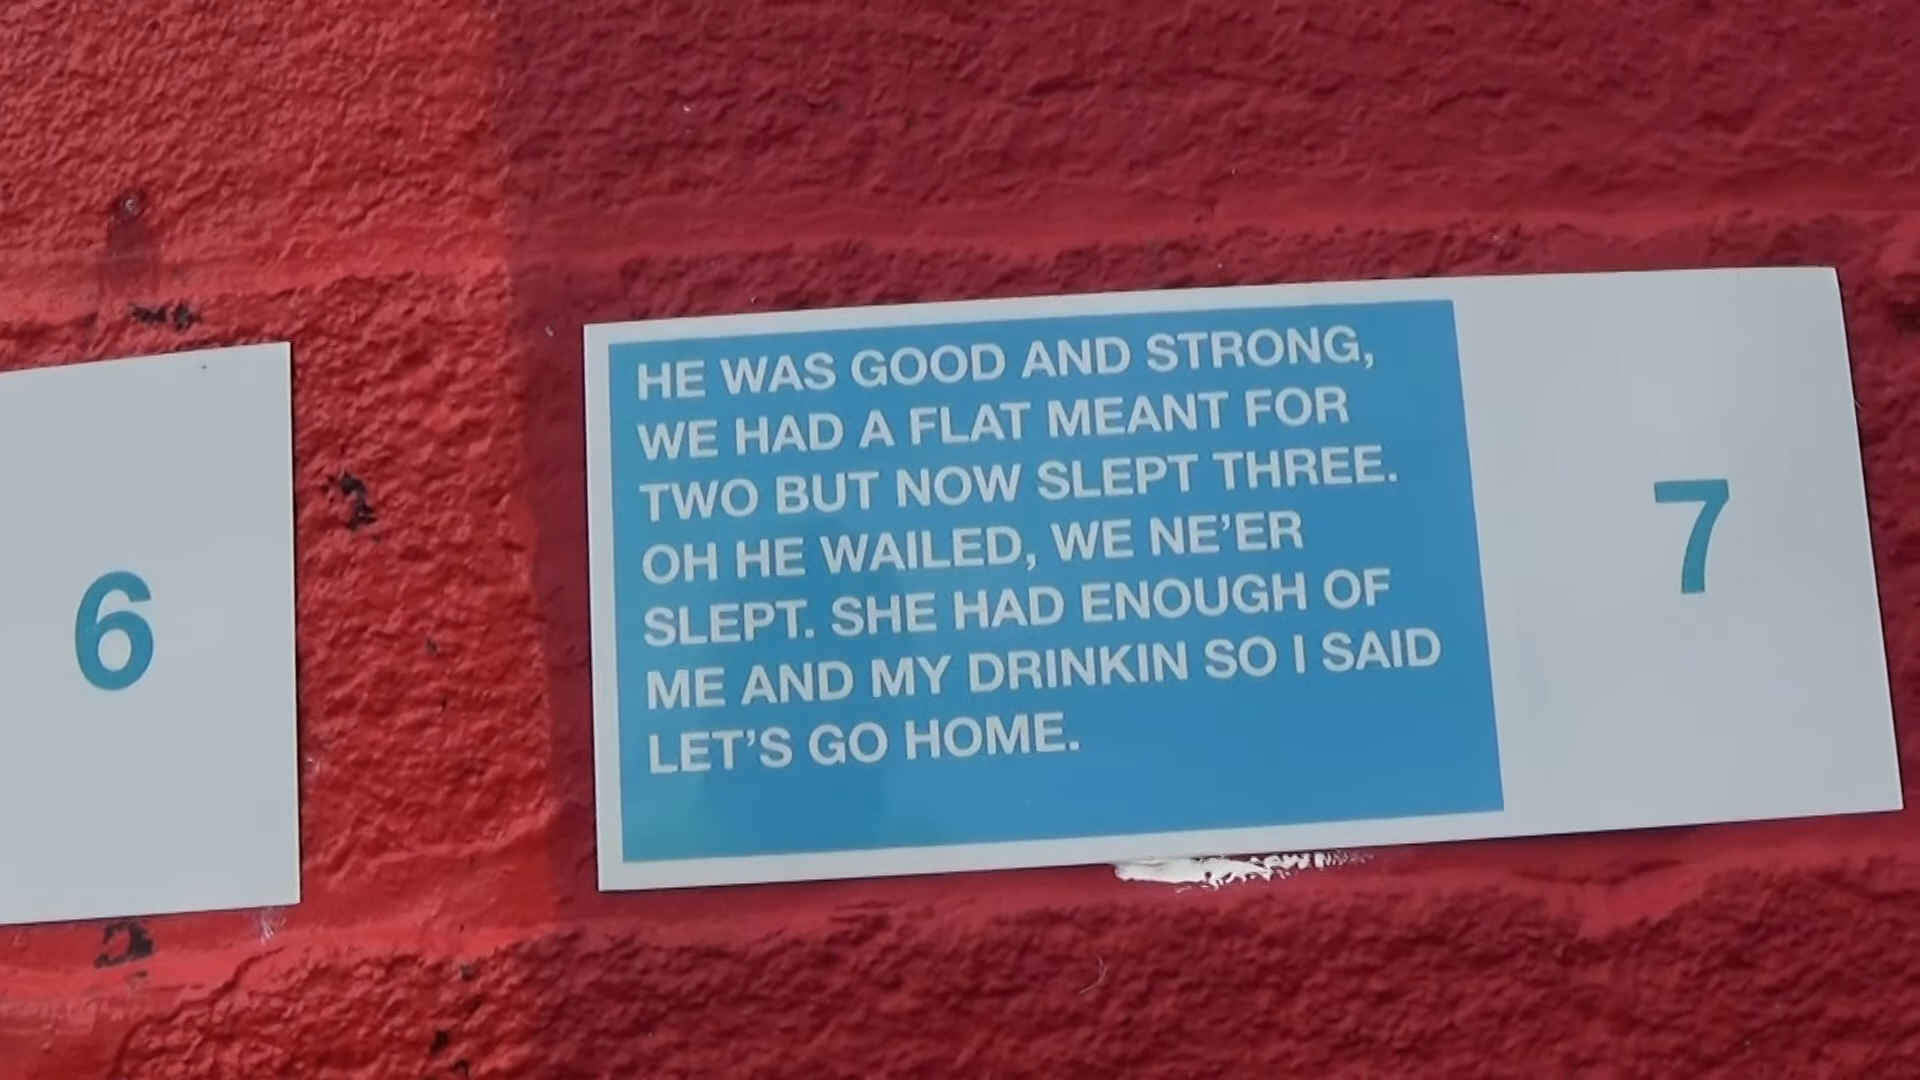 6
HE WAS GOOD AND STRONG,
WE HAD A FLAT MEANT FOR
TWO BUT NOW SLEPT THREE.
OH HE WAILED, WE NE’ER
SLEPT. SHE HAD ENOUGH OF
ME AND MY DRINKIN SO I SAID
LET’S GO HOME.
7